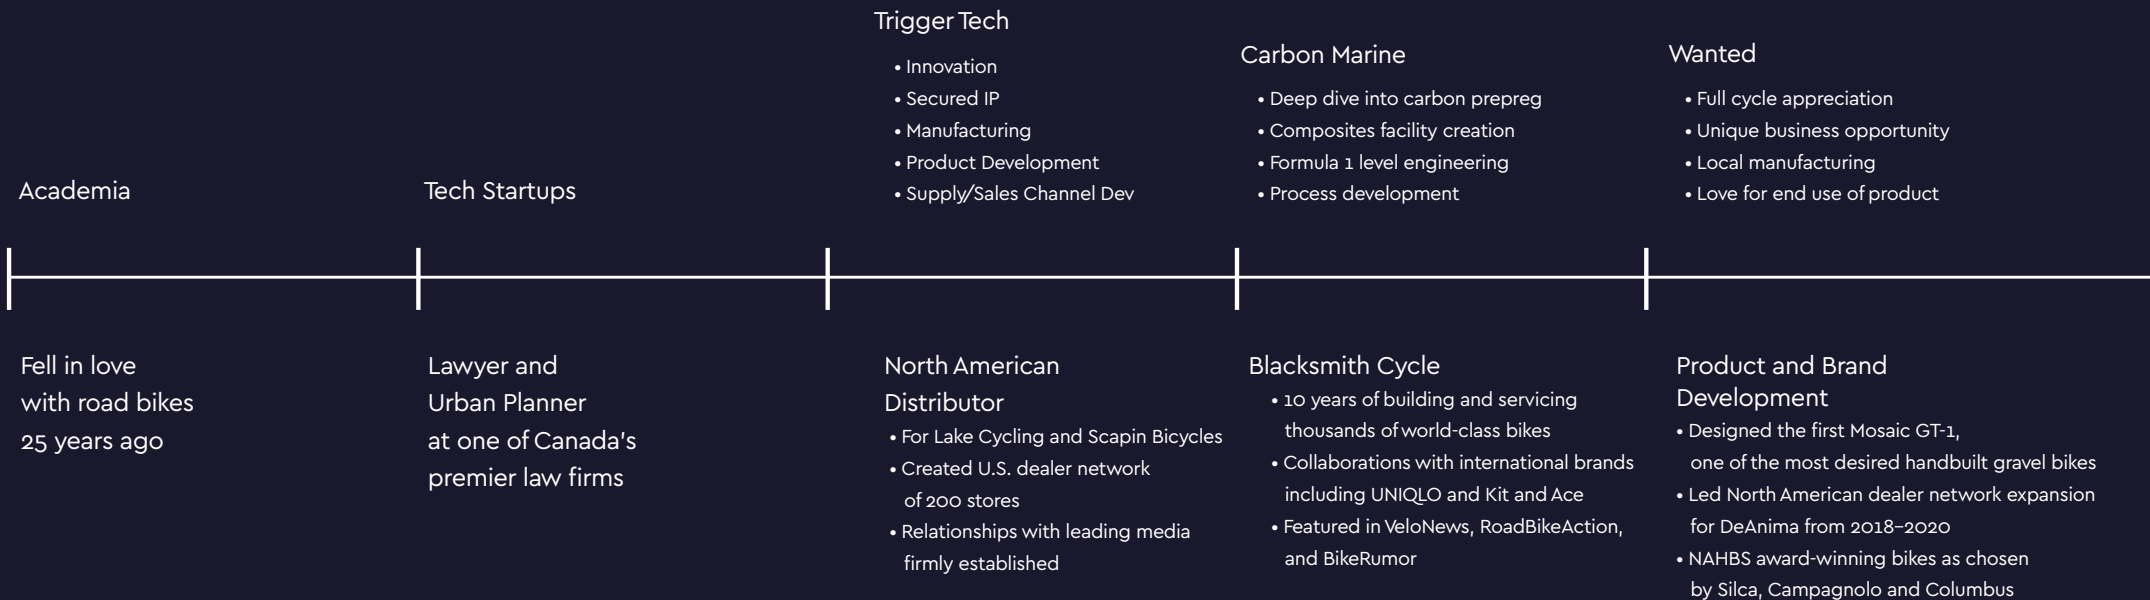 Trigger Tech
• Innovation
• Secured IP
• Manufacturing
• Product Development
• Supply/Sales Channel Dev
Carbon Marine
• Deep dive into carbon prepreg
• Composites facility creation
• Formula 1 level engineering
• Process development
Wanted
• Full cycle appreciation
• Unique business opportunity
• Local manufacturing
• Love for end use of product
Academia
Tech Startups
Fell in love
with road bikes
25 years ago
Lawyer and
Urban Planner
at one of Canada's
premier law firms
North American
Distributor
• For Lake Cycling and Scapin Bicycles
• Created U.S. dealer network
of 200 stores
• Relationships with leading media
firmly established
Blacksmith Cycle
• 10 years of building and servicing
thousands of world-class bikes
• Collaborations with international brands
including UNIQLO and Kit and Ace
• Featured in VeloNews, RoadBikeAction,
and BikeRumor
Product and Brand
Development
• Designed the first Mosaic GT-1,
one of the most desired handbuilt gravel bikes
• Led North American dealer network expansion
for DeAnima from 2018–2020
• NAHBS award-winning bikes as chosen
by Silca, Campagnolo and Columbus